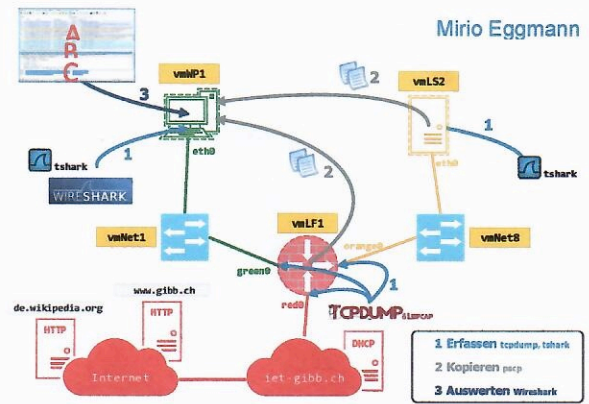 Mirio Eggmann
A
R
C
vmWP1
vmLS2
2
3
1
1
eth0
eth0
tshark
WIRESHARK
2
tshark
vmNet1
vmLF1
vmNet8
orange0
green0
1
www.gibb.ch
red0
TCPDUMP & LIBPCAP
de.wikipedia.org
HTTP
HTTP
DHCP
Internet
iet-gibb.ch
1 Erfassen tcpdump, tshark
2 Kopieren pscp
3 Auswerten Wireshark